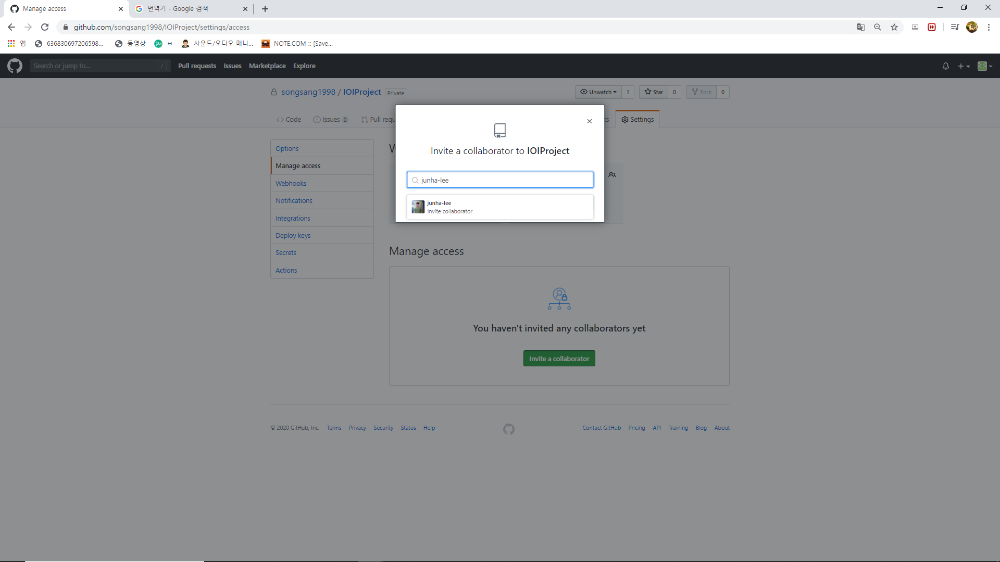 Manage access
번역기 - Google 검색
github.com/songsang1998/IOIProject/settings/access
앱
636830697206598...
동영상
ㅂ
사운드/오디오 매니...
NOTE.COM :: [Save...
Search or jump to...
/
Pull requests
Issues
Marketplace
Explore
songsang1998 / IOIProject
Private
Unwatch
1
Star
0
Fork
0
Code
Issues 0
Pull requ
ts
Settings
Invite a collaborator to IOIProject
junha-lee
junha-lee
Invite collaborator
Options
Manage access
Webhooks
Notifications
Integrations
Deploy keys
Secrets
Actions
W
Manage access
You haven't invited any collaborators yet
Invite a collaborator
© 2020 GitHub, Inc.
Terms
Privacy
Security
Status
Help
Contact GitHub
Pricing
API
Training
Blog
About